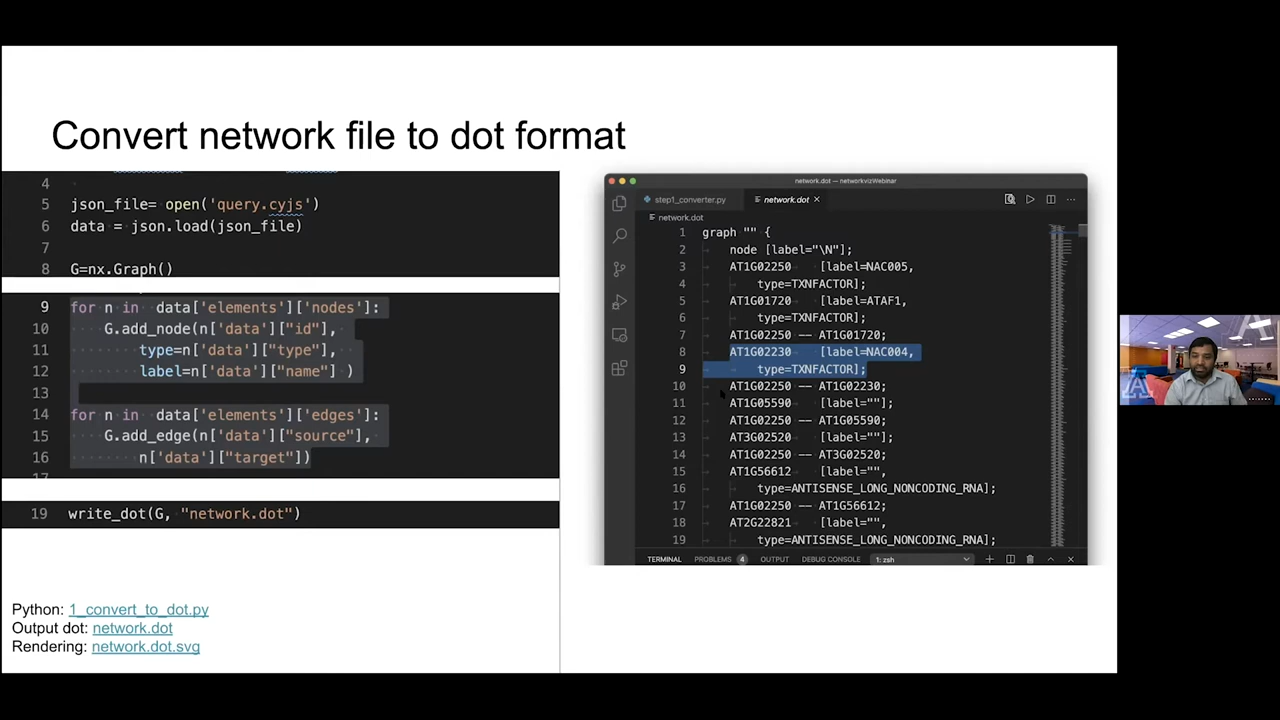 Convert network file to dot format
4
5 json_file= open('query.cyjs')
6 data = json.load(json_file)
7
8 G=nx.Graph()
9 for n in data['elements']['nodes']:
10 G.add_node(n['data']["id"],
11 type=n['data']["type"],
12 label=n['data']["name"] )
13
14 for n in data['elements']['edges']:
15 G.add_edge(n['data']["source"],
16 n['data']["target"])
19 write_dot(G, "network.dot")
Python: 1_convert_to_dot.py
Output dot: network.dot
Rendering: network.dot.svg
network.dot — networkvizWebinar
step1_converter.py network.dot
network.dot
1 graph "" {
2 node [label="\N"];
3 AT1G02250 [label=NAC005,
4 type=TXNFACTOR];
5 AT1G01720 [label=ATAF1,
6 type=TXNFACTOR];
7 AT1G02250 -- AT1G01720;
8 AT1G02230 [label=NAC004,
9 type=TXNFACTOR];
10 AT1G02250 -- AT1G02230;
11 AT1G05590 [label=""];
12 AT1G02250 -- AT1G05590;
13 AT3G02520 [label=""];
14 AT1G02250 -- AT3G02520;
15 AT1G56612 [label="",
16 type=ANTISENSE_LONG_NONCODING_RNA];
17 AT1G02250 -- AT1G56612;
18 AT2G22821 [label="",
19 type=ANTISENSE_LONG_NONCODING_RNA];
TERMINAL PROBLEMS 4 OUTPUT DEBUG CONSOLE 1: zsh